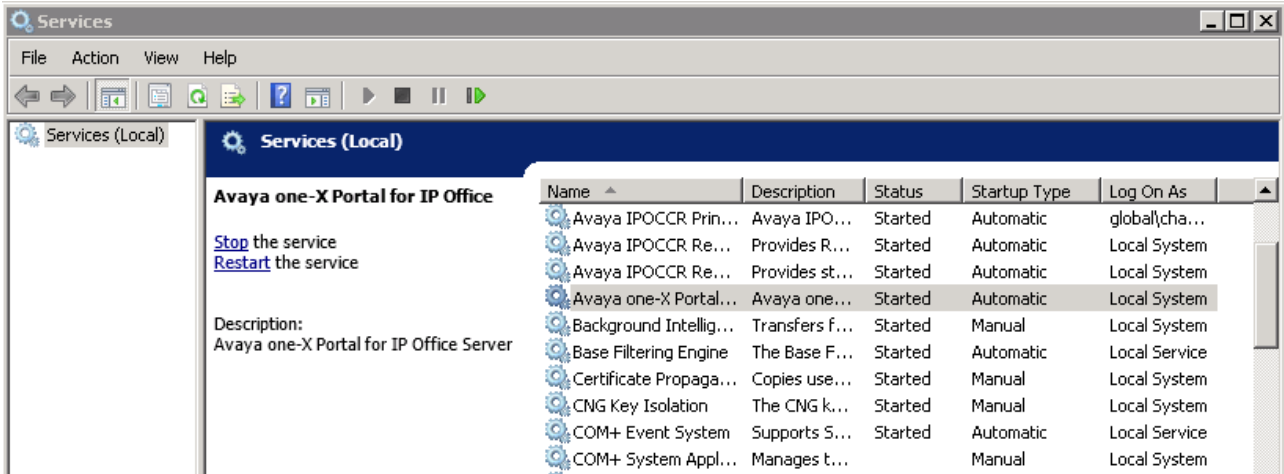 Services
File Action View Help
Services (Local)
Services (Local)
Avaya one-X Portal for IP Office
Stop the service
Restart the service
Description:
Avaya one-X Portal for IP Office Server
Name Description Status Startup Type Log On As
Avaya IPOCCR Prin... Avaya IPO... Started Automatic global\cha...
Avaya IPOCCR Re... Provides R... Started Automatic Local System
Avaya IPOCCR Re... Provides st... Started Automatic Local System
Avaya one-X Portal... Avaya one... Started Automatic Local System
Background Intellig... Transfers f... Started Manual Local System
Base Filtering Engine The Base F... Started Automatic Local Service
Certificate Propaga... Copies use... Started Manual Local System
CNG Key Isolation The CNG k... Started Manual Local System
COM+ Event System Supports S... Started Automatic Local Service
COM+ System Appl... Manages t... Manual Local System